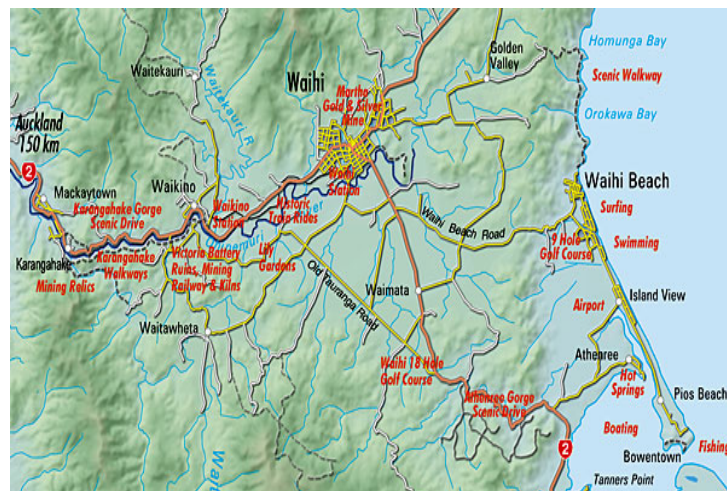 Homunga Bay
Golden
Valley
Scenic Walkway
Waitekauri
Waitekauri R
Waihi
Martha
Gold & Silver
Mine
Orokawa Bay
Auckland
150 km
2
Mackaytown
Waihi
Station
Waihi Beach
Waikino
Karangahake Gorge
Scenic Drive
Waikino
Station
Historic
Train Rides
Surfing
Waihi Beach Road
9 Hole
Golf Course
Swimming
Karangahake
Karangahake
Walkways
Victoria Battery
Ruins, Mining
Railway & Kilns
Lily
Gardens
Mining Relics
Old Tauranga Road
Waimata
Island View
Airport
Waitawheta
Athenree
Waihi 18 Hole
Golf Course
Hot
Springs
Athenree Gorge
Scenic Drive
Pios Beach
Boating
2
Fishing
Bowentown
Tanners Point